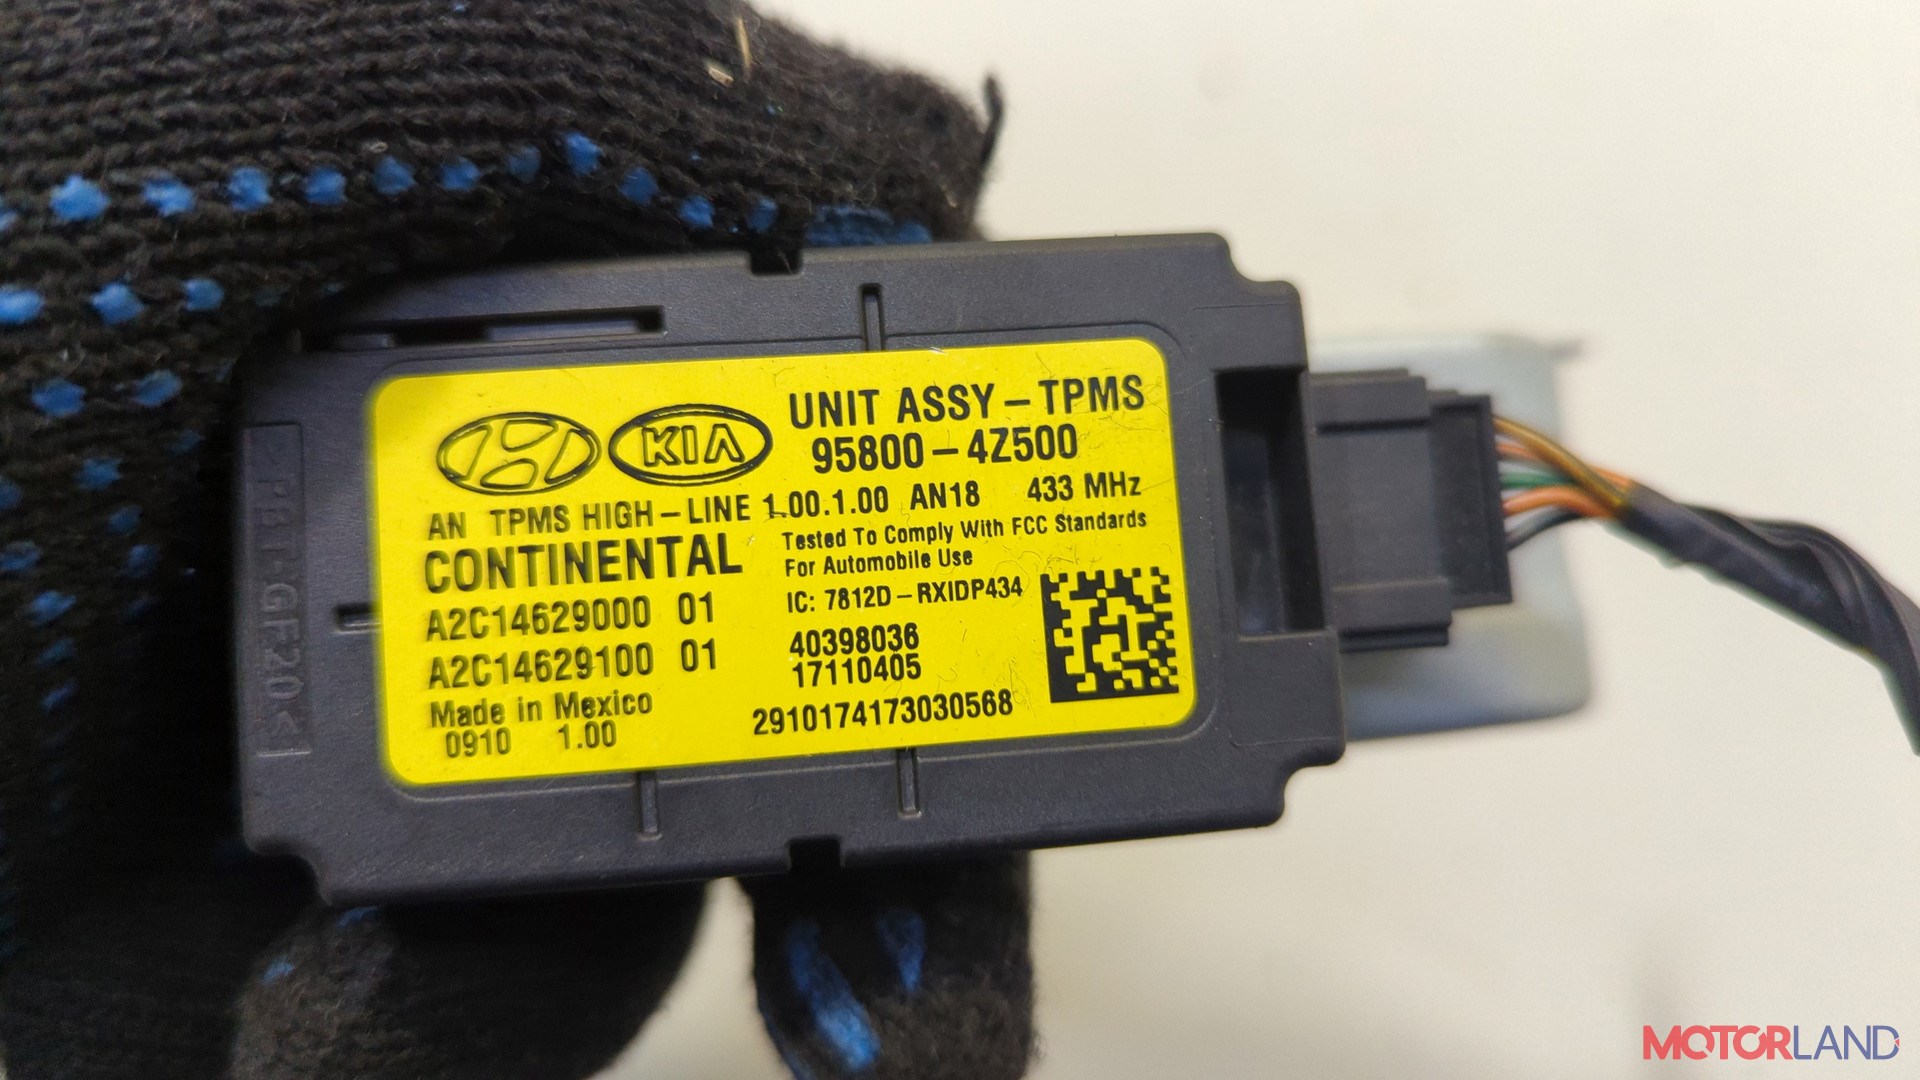 KIA
UNIT ASSY-TPMS
95800-4Z500
AN TPMS HIGH-LINE 1.00.1.00 AN18 433 MHz
CONTINENTAL
Tested To Comply With FCC Standards
For Automobile Use
A2C14629000 01
IC: 7812D-RXIDP434
A2C14629100 01
40398036
17110405
Made in Mexico
0910 1.00
2910174173030568
>PBT-GF20<
MOTORLAND